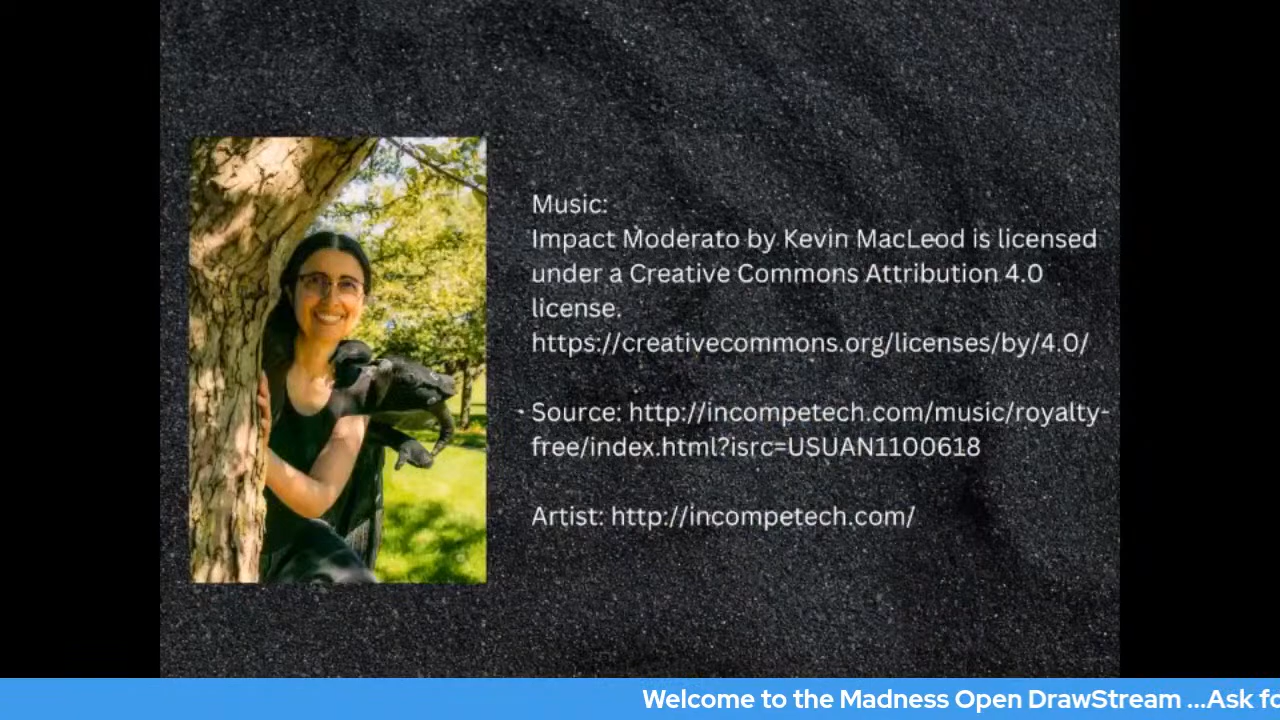 Music:
Impact Moderato by Kevin MacLeod is licensed
under a Creative Commons Attribution 4.0
license.
https://creativecommons.org/licenses/by/4.0/
Source: http://incompetech.com/music/royalty-
free/index.html?isrc=USUAN1100618
Artist: http://incompetech.com/
Welcome to the Madness Open DrawStream ...Ask fo